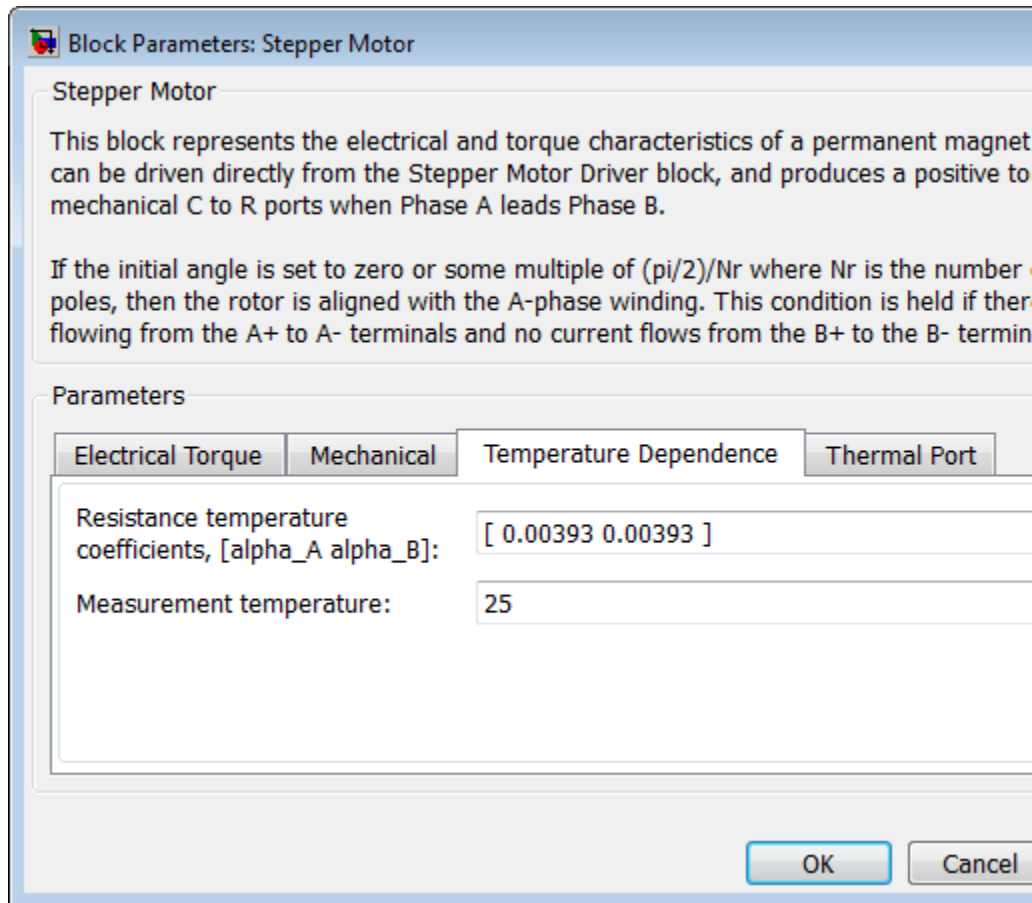 Block Parameters: Stepper Motor
Stepper Motor
This block represents the electrical and torque characteristics of a permanent magnet
can be driven directly from the Stepper Motor Driver block, and produces a positive to
mechanical C to R ports when Phase A leads Phase B.
If the initial angle is set to zero or some multiple of (pi/2)/Nr where Nr is the number
poles, then the rotor is aligned with the A-phase winding. This condition is held if ther
flowing from the A+ to A- terminals and no current flows from the B+ to the B- termin
Parameters
Electrical Torque Mechanical Temperature Dependence Thermal Port
Resistance temperature
coefficients, [alpha_A alpha_B]: [ 0.00393 0.00393 ]
Measurement temperature: 25
OK Cancel